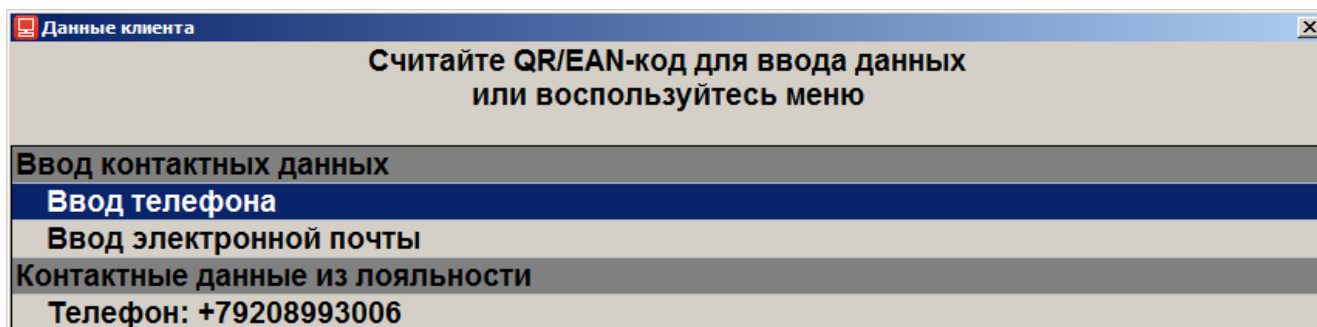 Данные клиента
Считайте QR/EAN-код для ввода данных
или воспользуйтесь меню
Ввод контактных данных
Ввод телефона
Ввод электронной почты
Контактные данные из лояльности
Телефон: +79208993006